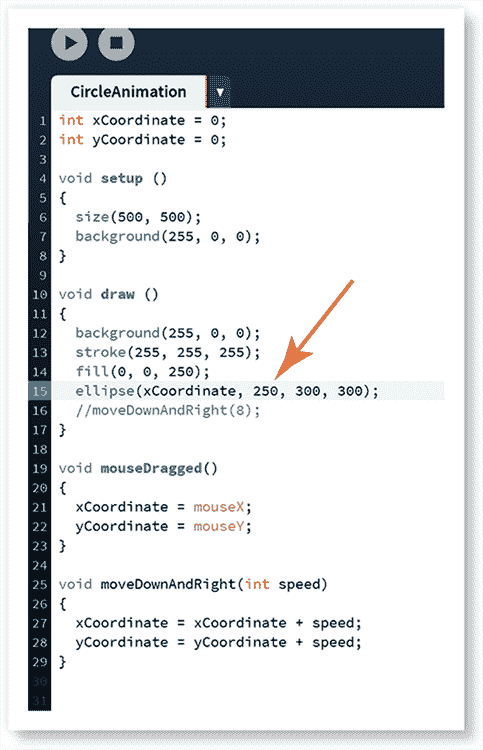 CircleAnimation ▼
1 int xCoordinate = 0;
2 int yCoordinate = 0;
3
4 void setup ()
5 {
6   size(500, 500);
7   background(255, 0, 0);
8 }
9
10 void draw ()
11 {
12   background(255, 0, 0);
13   stroke(255, 255, 255);
14   fill(0, 0, 250);
15   ellipse(xCoordinate, 250, 300, 300);
16   //moveDownAndRight(8);
17 }
18
19 void mouseDragged()
20 {
21   xCoordinate = mouseX;
22   yCoordinate = mouseY;
23 }
24
25 void moveDownAndRight(int speed)
26 {
27   xCoordinate = xCoordinate + speed;
28   yCoordinate = yCoordinate + speed;
29 }
30
31